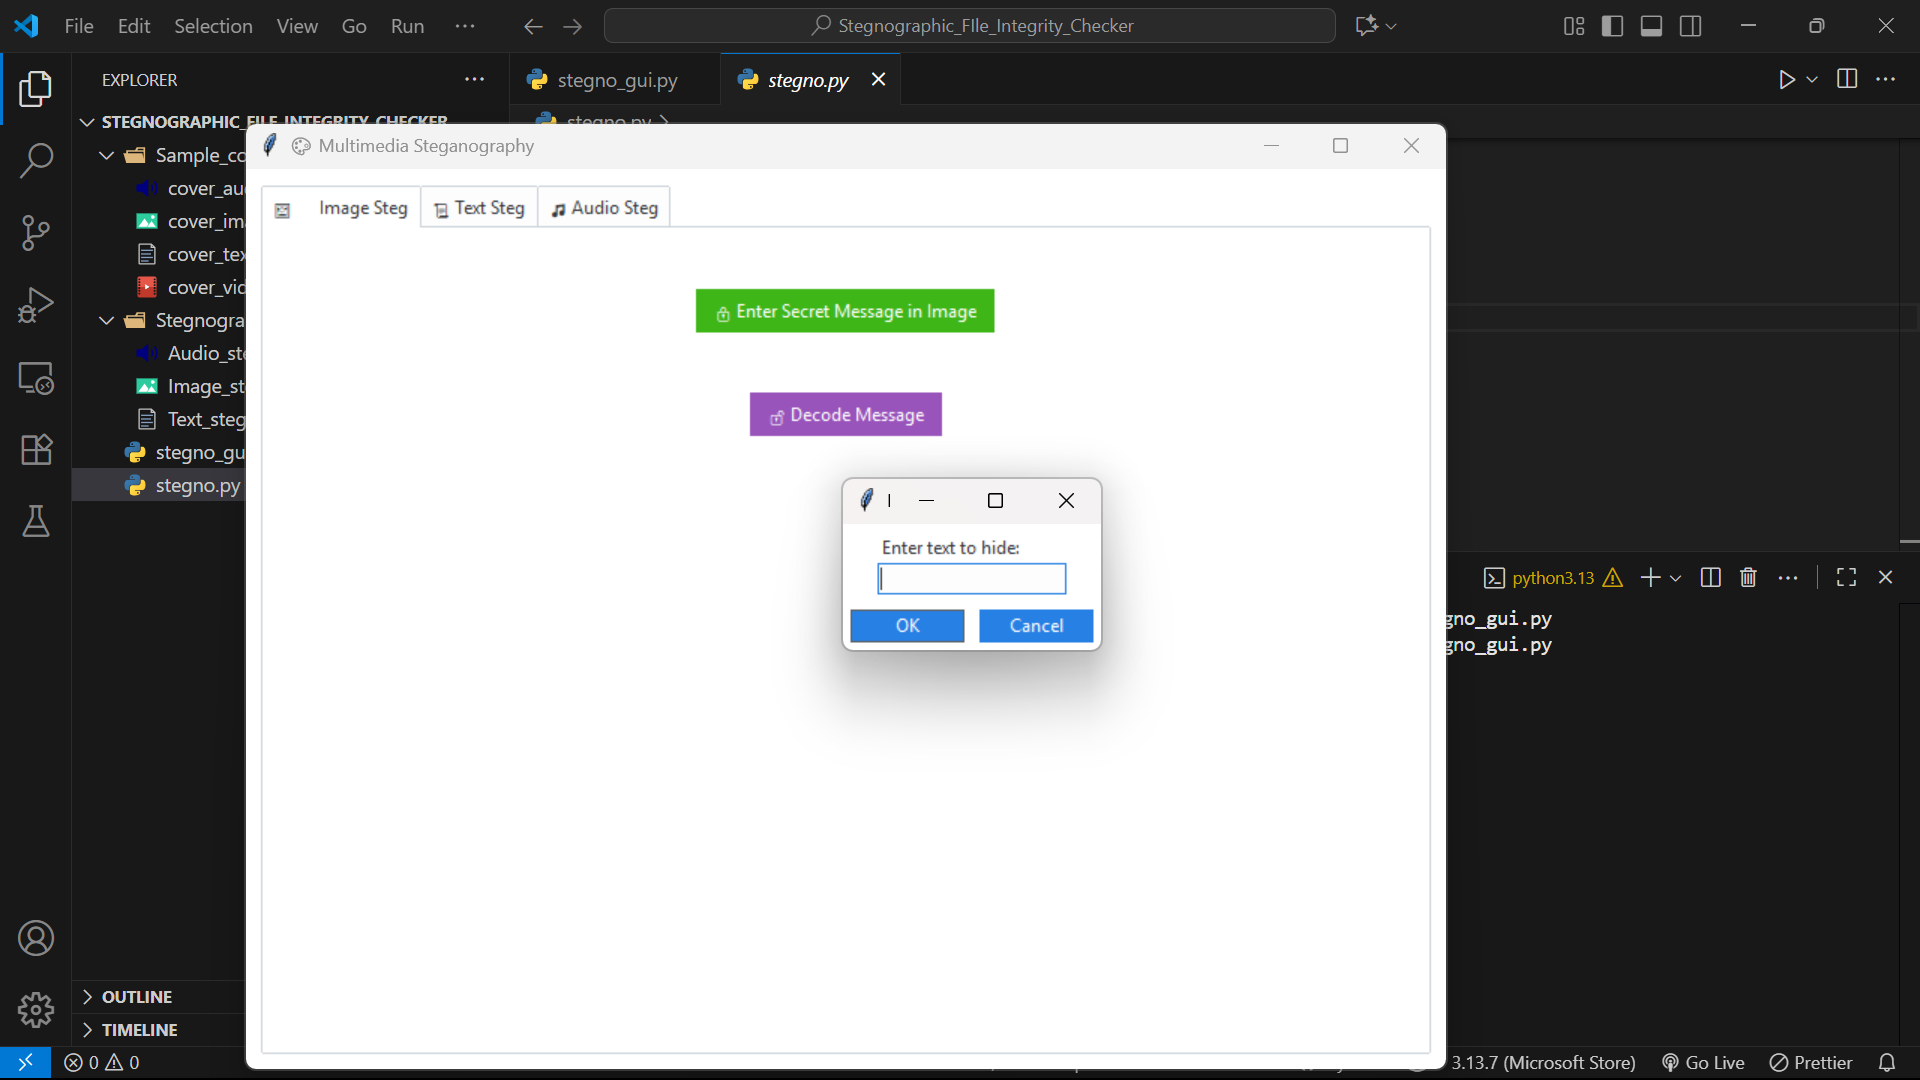 File Edit Selection View Go Run ···
Stegnographic_FIle_Integrity_Checker
EXPLORER
stegno_gui.py
stegno.py
STEGNOGRAPHIC_FILE_INTEGRITY_CHECKER
stegno.py
Sample_co
cover_au
cover_im
cover_tex
cover_vid
Stegnogra
Audio_ste
Image_st
Text_steg
stegno_gu
stegno.py
Multimedia Steganography
Image Steg
Text Steg
Audio Steg
Enter Secret Message in Image
Decode Message
Enter text to hide:
OK
Cancel
python3.13
gno_gui.py
gno_gui.py
OUTLINE
TIMELINE
0 0
3.13.7 (Microsoft Store)
Go Live
Prettier